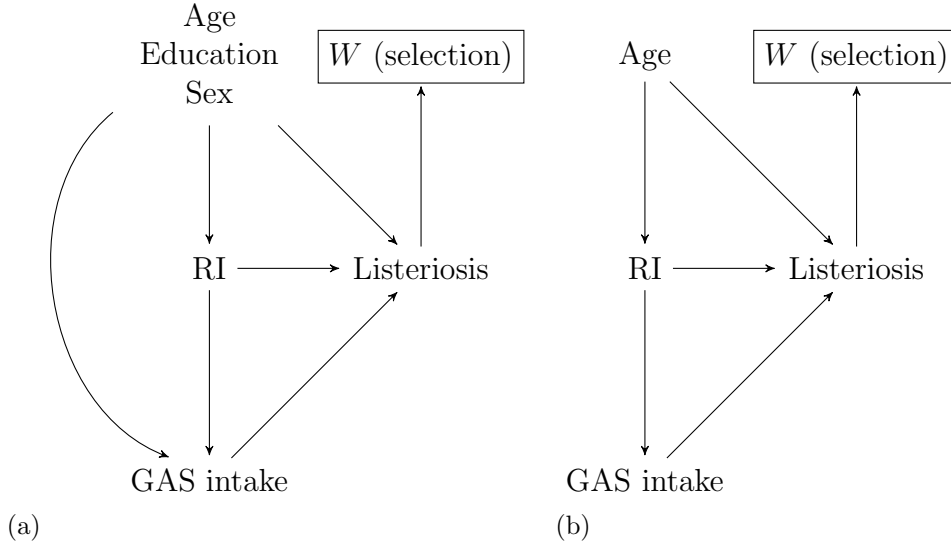 Age
Education
Sex
W (selection)
RI
Listeriosis
GAS intake
(a)
Age
W (selection)
RI
Listeriosis
GAS intake
(b)